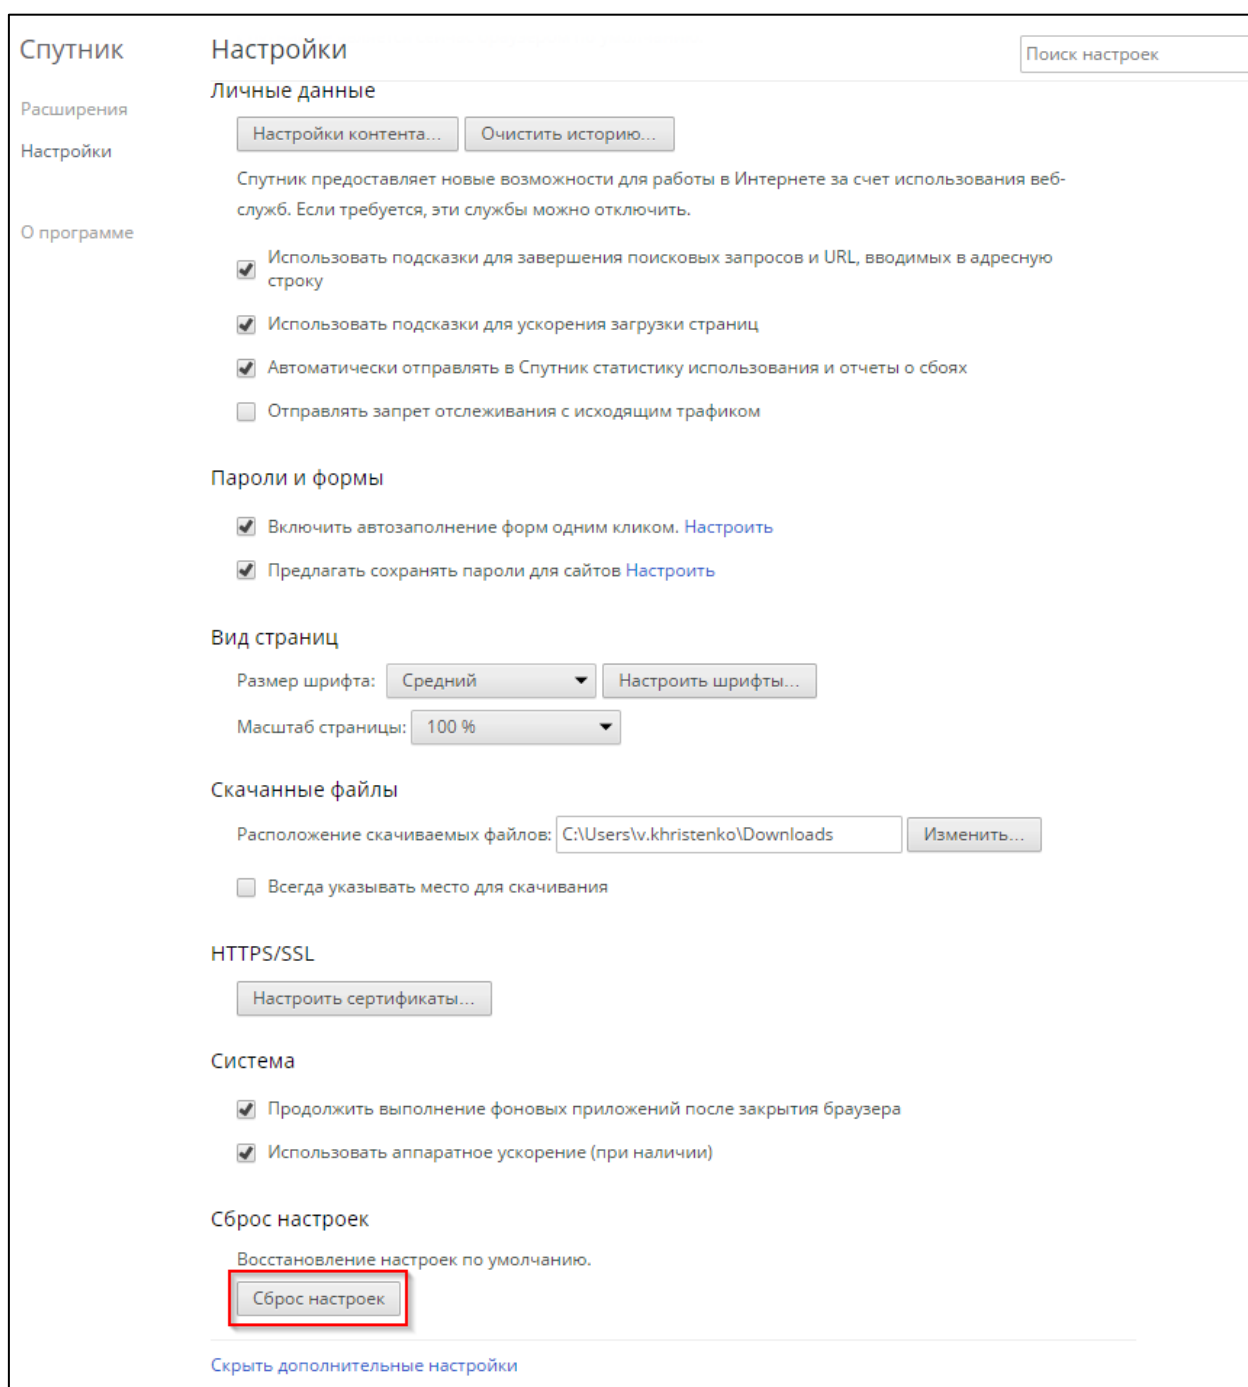 Спутник
Настройки
Поиск настроек
Расширения
Настройки
О программе
Личные данные
Настройки контента...
Очистить историю...
Спутник предоставляет новые возможности для работы в Интернете за счет использования веб-
служб. Если требуется, эти службы можно отключить.
Использовать подсказки для завершения поисковых запросов и URL, вводимых в адресную
строку
Использовать подсказки для ускорения загрузки страниц
Автоматически отправлять в Спутник статистику использования и отчеты о сбоях
Отправлять запрет отслеживания с исходящим трафиком
Пароли и формы
Включить автозаполнение форм одним кликом. Настроить
Предлагать сохранять пароли для сайтов Настроить
Вид страниц
Размер шрифта: Средний Настроить шрифты...
Масштаб страницы: 100 %
Скачанные файлы
Расположение скачиваемых файлов: C:\Users\v.khristenko\Downloads Изменить...
Всегда указывать место для скачивания
HTTPS/SSL
Настроить сертификаты...
Система
Продолжить выполнение фоновых приложений после закрытия браузера
Использовать аппаратное ускорение (при наличии)
Сброс настроек
Восстановление настроек по умолчанию.
Сброс настроек
Скрыть дополнительные настройки